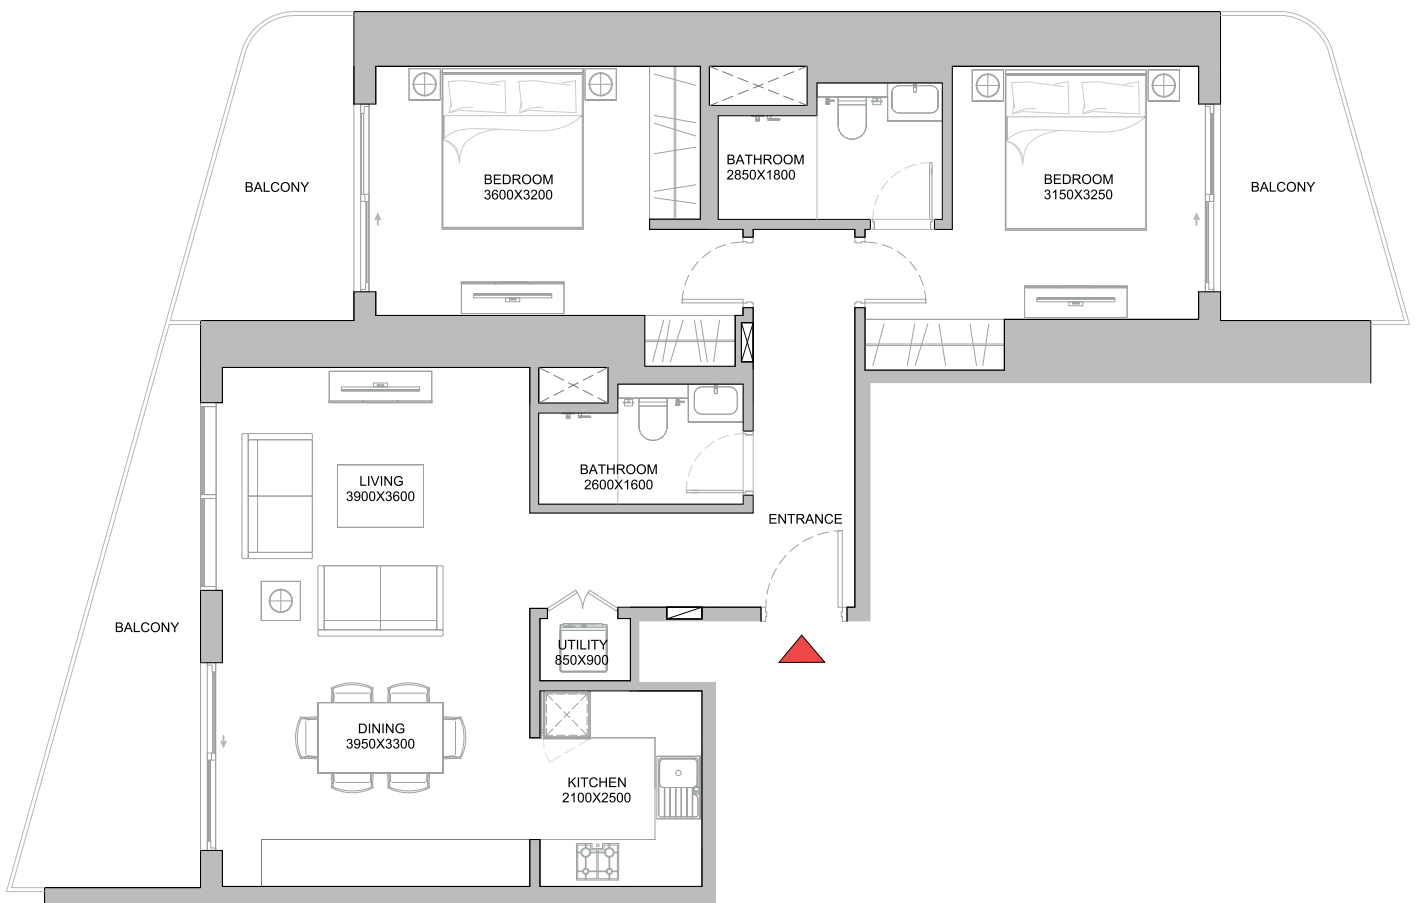 BALCONY
BEDROOM
3600X3200
BATHROOM
2850X1800
BEDROOM
3150X3250
BALCONY
LIVING
3900X3600
BATHROOM
2600X1600
ENTRANCE
BALCONY
UTILITY
850X900
DINING
3950X3300
KITCHEN
2100X2500